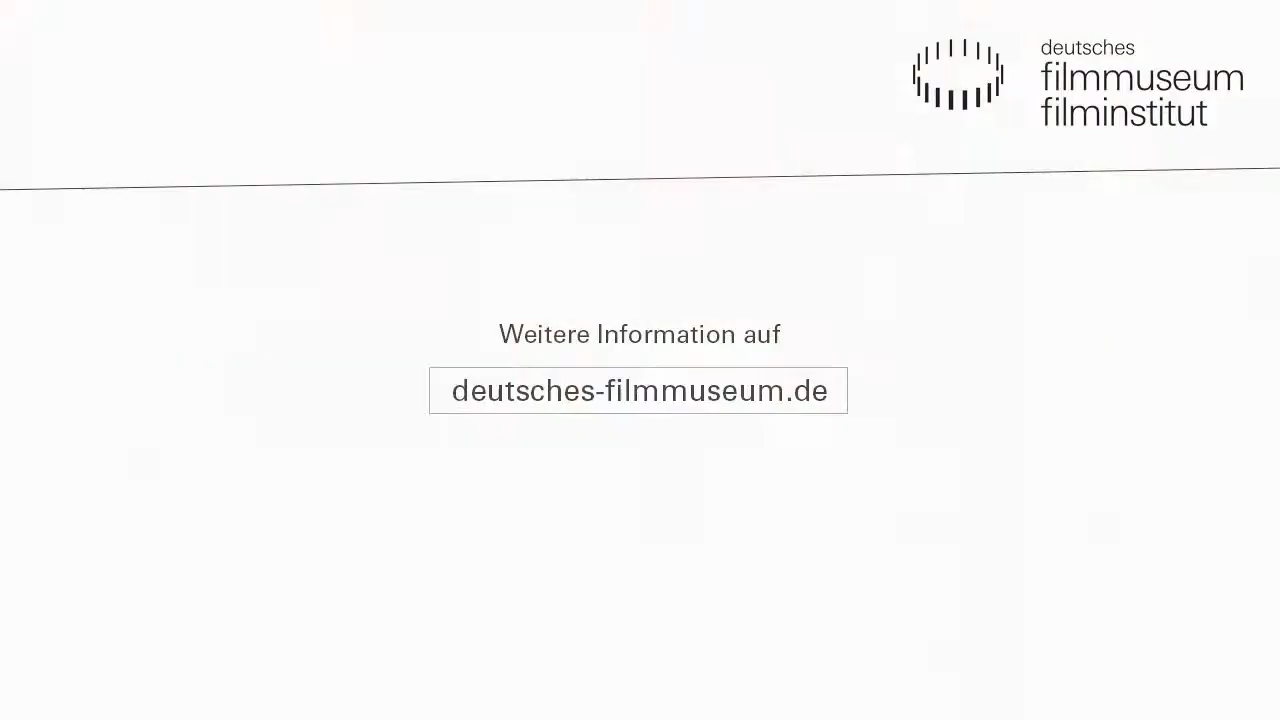 deutsches
filmmuseum
filminstitut
Weitere Information auf
deutsches-filmmuseum.de